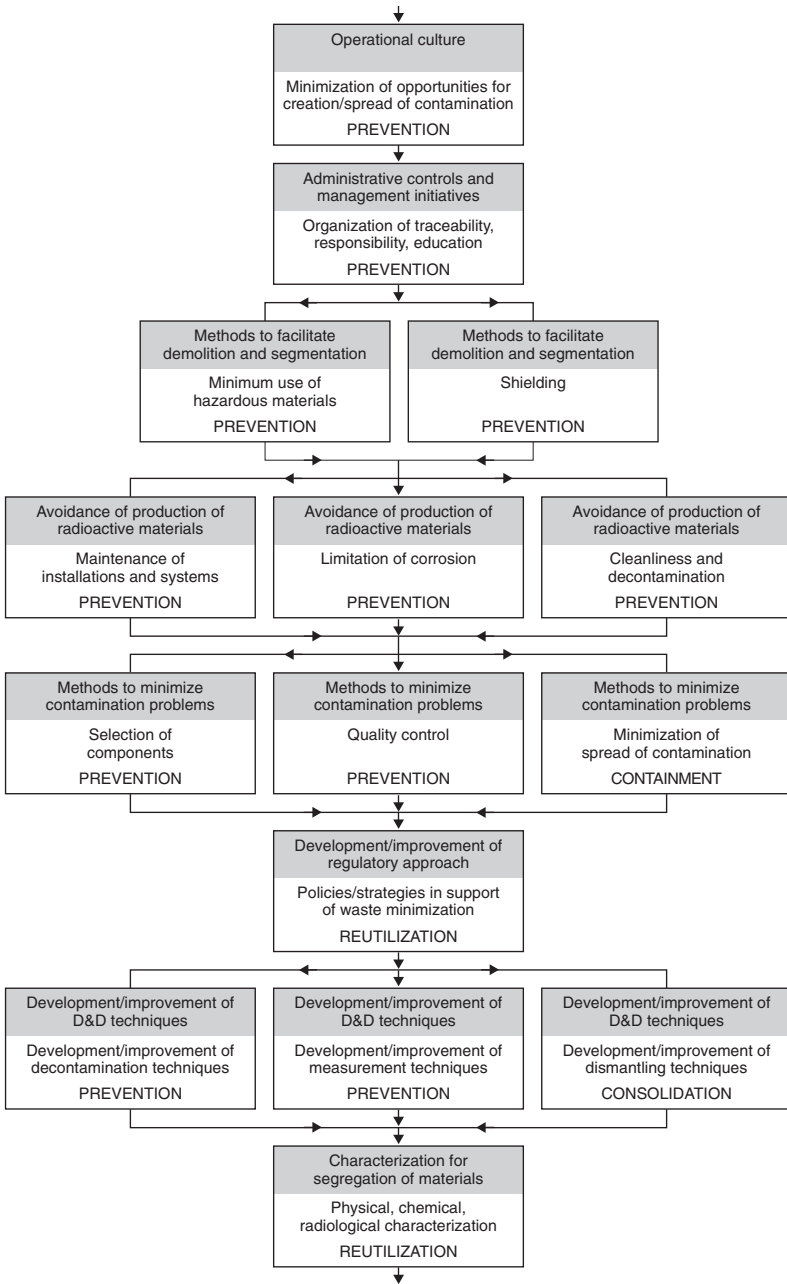 Operational culture
Minimization of opportunities for
creation/spread of contamination
PREVENTION
Administrative controls and
management initiatives
Organization of traceability,
responsibility, education
PREVENTION
Methods to facilitate
demolition and segmentation
Minimum use of
hazardous materials
PREVENTION
Methods to facilitate
demolition and segmentation
Shielding
PREVENTION
Avoidance of production of
radioactive materials
Maintenance of
installations and systems
PREVENTION
Avoidance of production of
radioactive materials
Limitation of corrosion
PREVENTION
Avoidance of production of
radioactive materials
Cleanliness and
decontamination
PREVENTION
Methods to minimize
contamination problems
Selection of
components
PREVENTION
Methods to minimize
contamination problems
Quality control
PREVENTION
Methods to minimize
contamination problems
Minimization of
spread of contamination
CONTAINMENT
Development/improvement of
regulatory approach
Policies/strategies in support
of waste minimization
REUTILIZATION
Development/improvement of
D&D techniques
Development/improvement of
decontamination techniques
PREVENTION
Development/improvement of
D&D techniques
Development/improvement of
measurement techniques
PREVENTION
Development/improvement of
D&D techniques
Development/improvement of
dismantling techniques
CONSOLIDATION
Characterization for
segregation of materials
Physical, chemical,
radiological characterization
REUTILIZATION